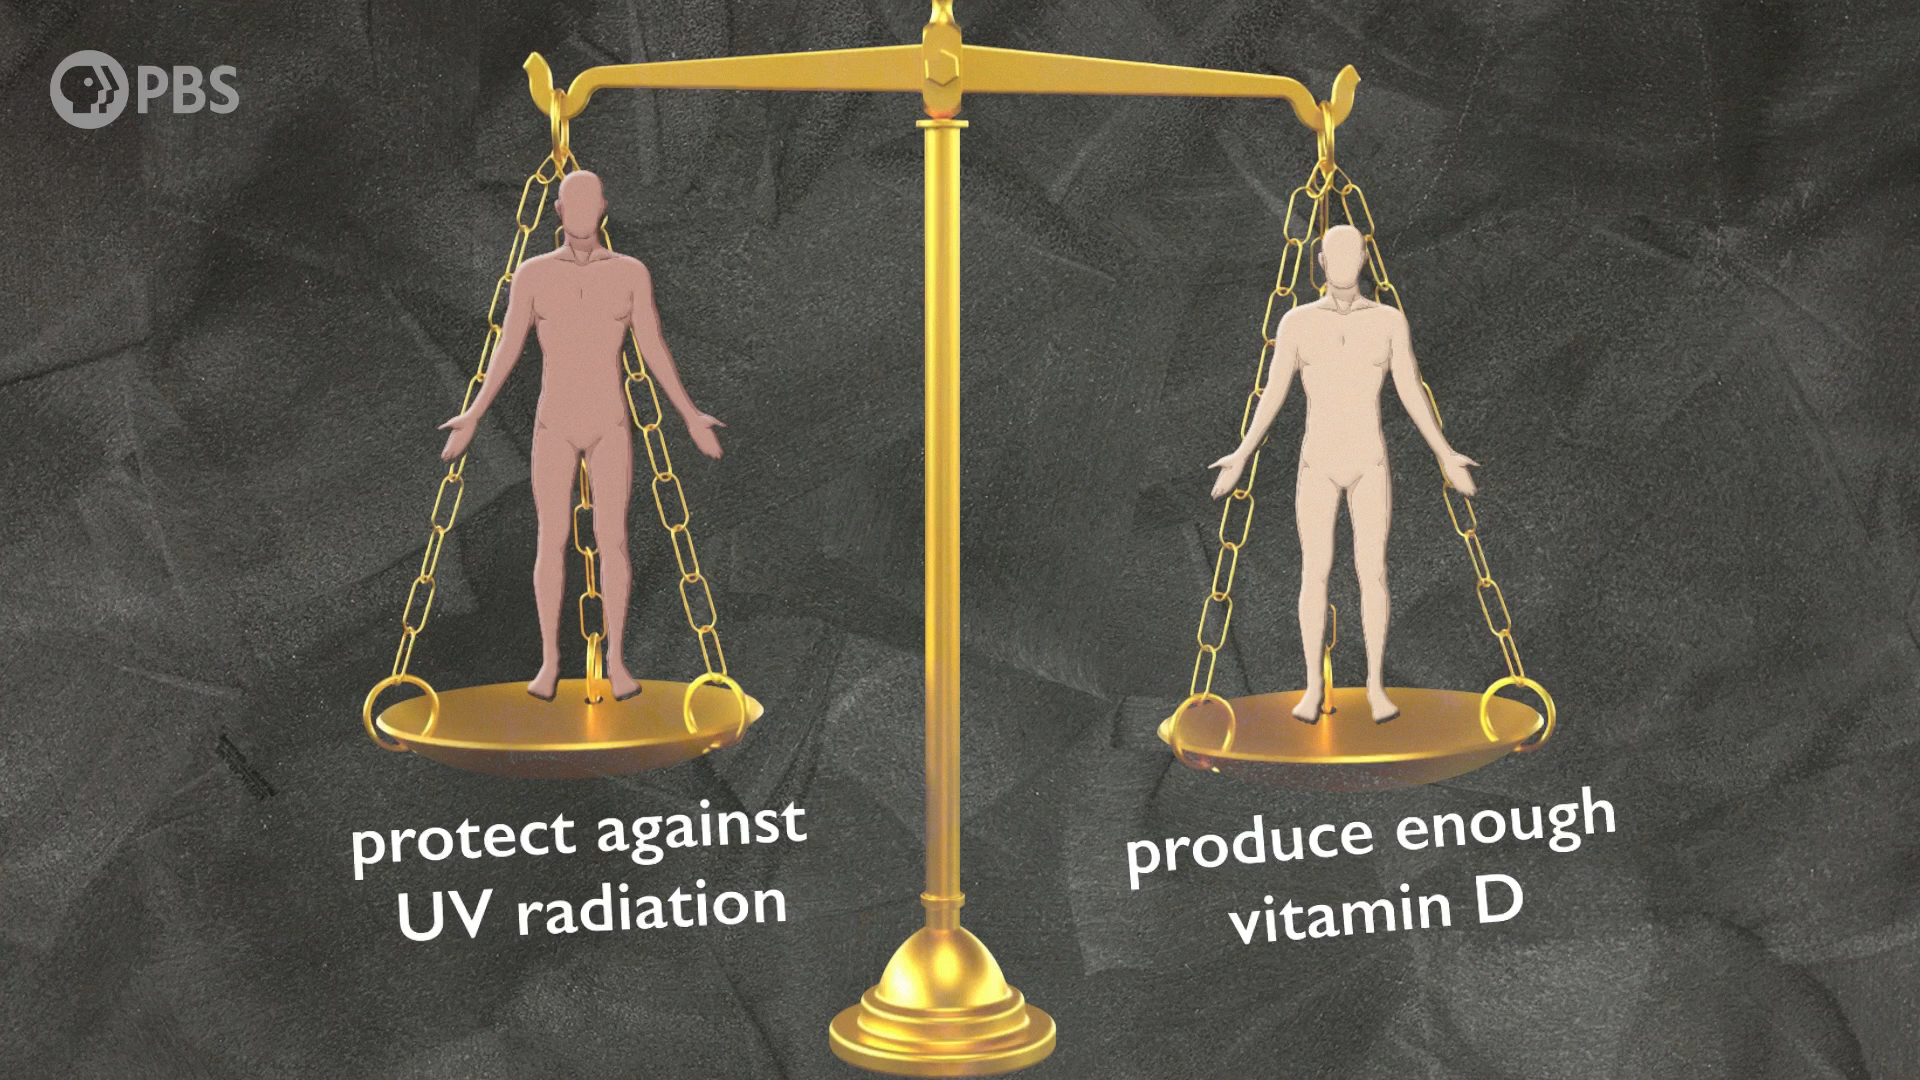 PBS
protect against
UV radiation
produce enough
vitamin D